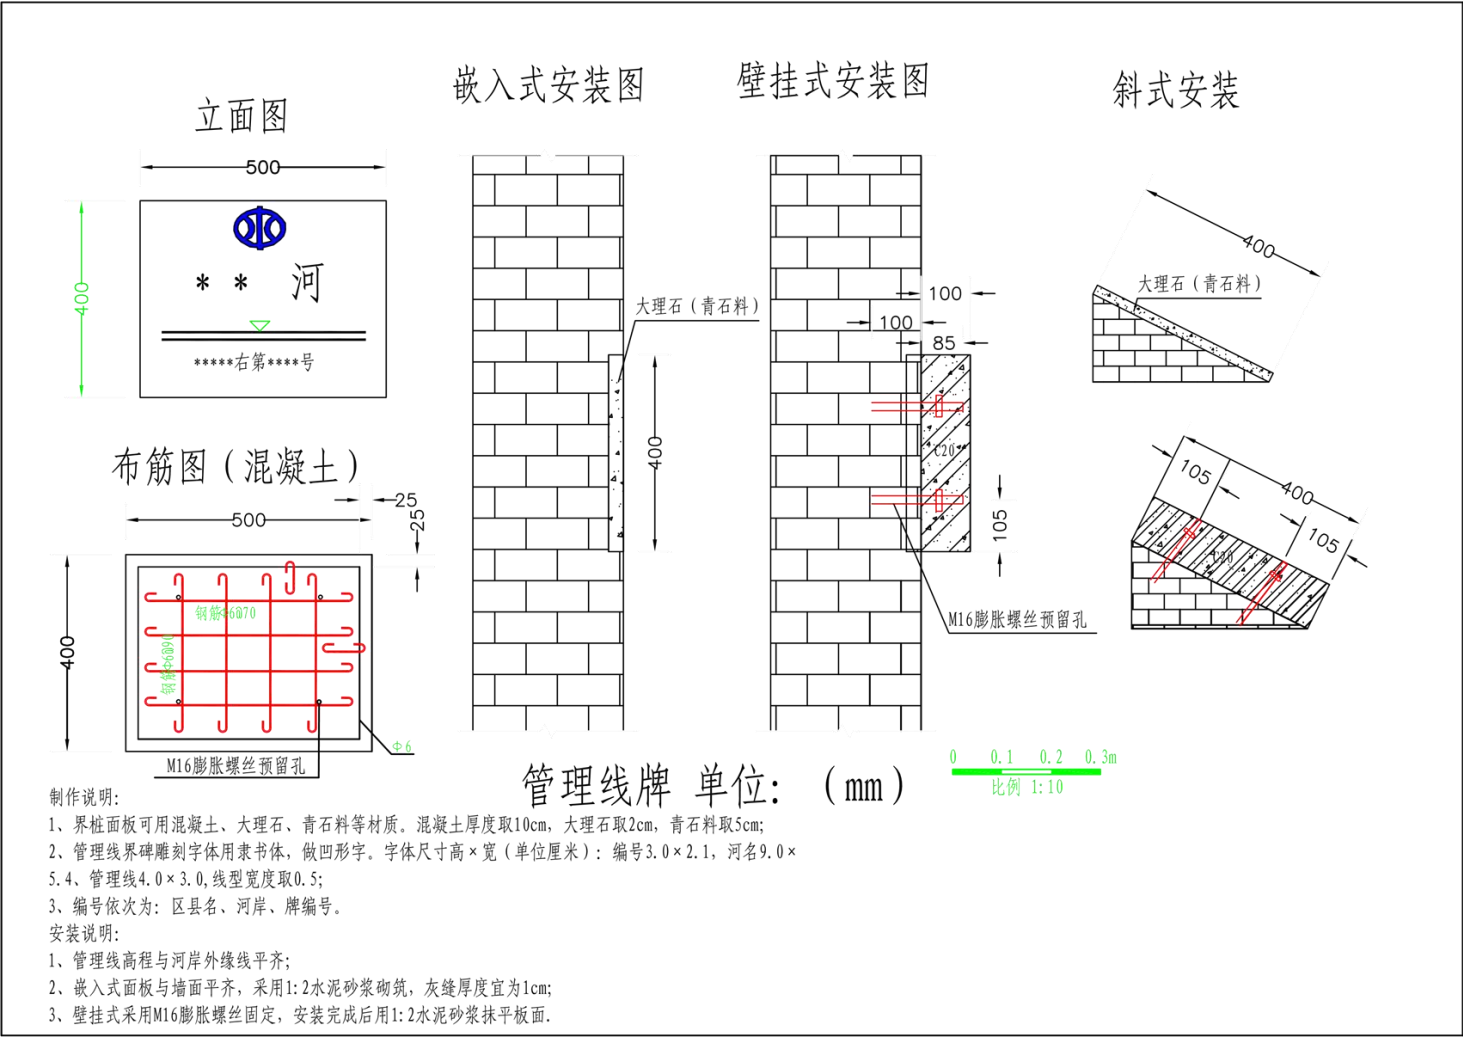 立面图
嵌入式安装图
壁挂式安装图
斜式安装
500
400
** 河
*****右第****号
大理石（青石料）
400
100
100
85
C20
105
M16膨胀螺丝预留孔
400
大理石（青石料）
105
400
105
C20
布筋图（混凝土）
25
25
500
400
钢筋Φ6@70
钢筋Φ6@90
Φ6
M16膨胀螺丝预留孔
管理线牌 单位：（mm）
0 0.1 0.2 0.3m
比例 1:10
制作说明：
1、界桩面板可用混凝土、大理石、青石料等材质。混凝土厚度取10cm，大理石取2cm，青石料取5cm；
2、管理线界碑雕刻字体用隶书体，做凹形字。字体尺寸高×宽（单位厘米）：编号3.0×2.1，河名9.0×
5.4、管理线4.0×3.0,线型宽度取0.5；
3、编号依次为：区县名、河岸、牌编号。
安装说明：
1、管理线高程与河岸外缘线平齐；
2、嵌入式面板与墙面平齐，采用1:2水泥砂浆砌筑，灰缝厚度宜为1cm；
3、壁挂式采用M16膨胀螺丝固定，安装完成后用1:2水泥砂浆抹平板面.